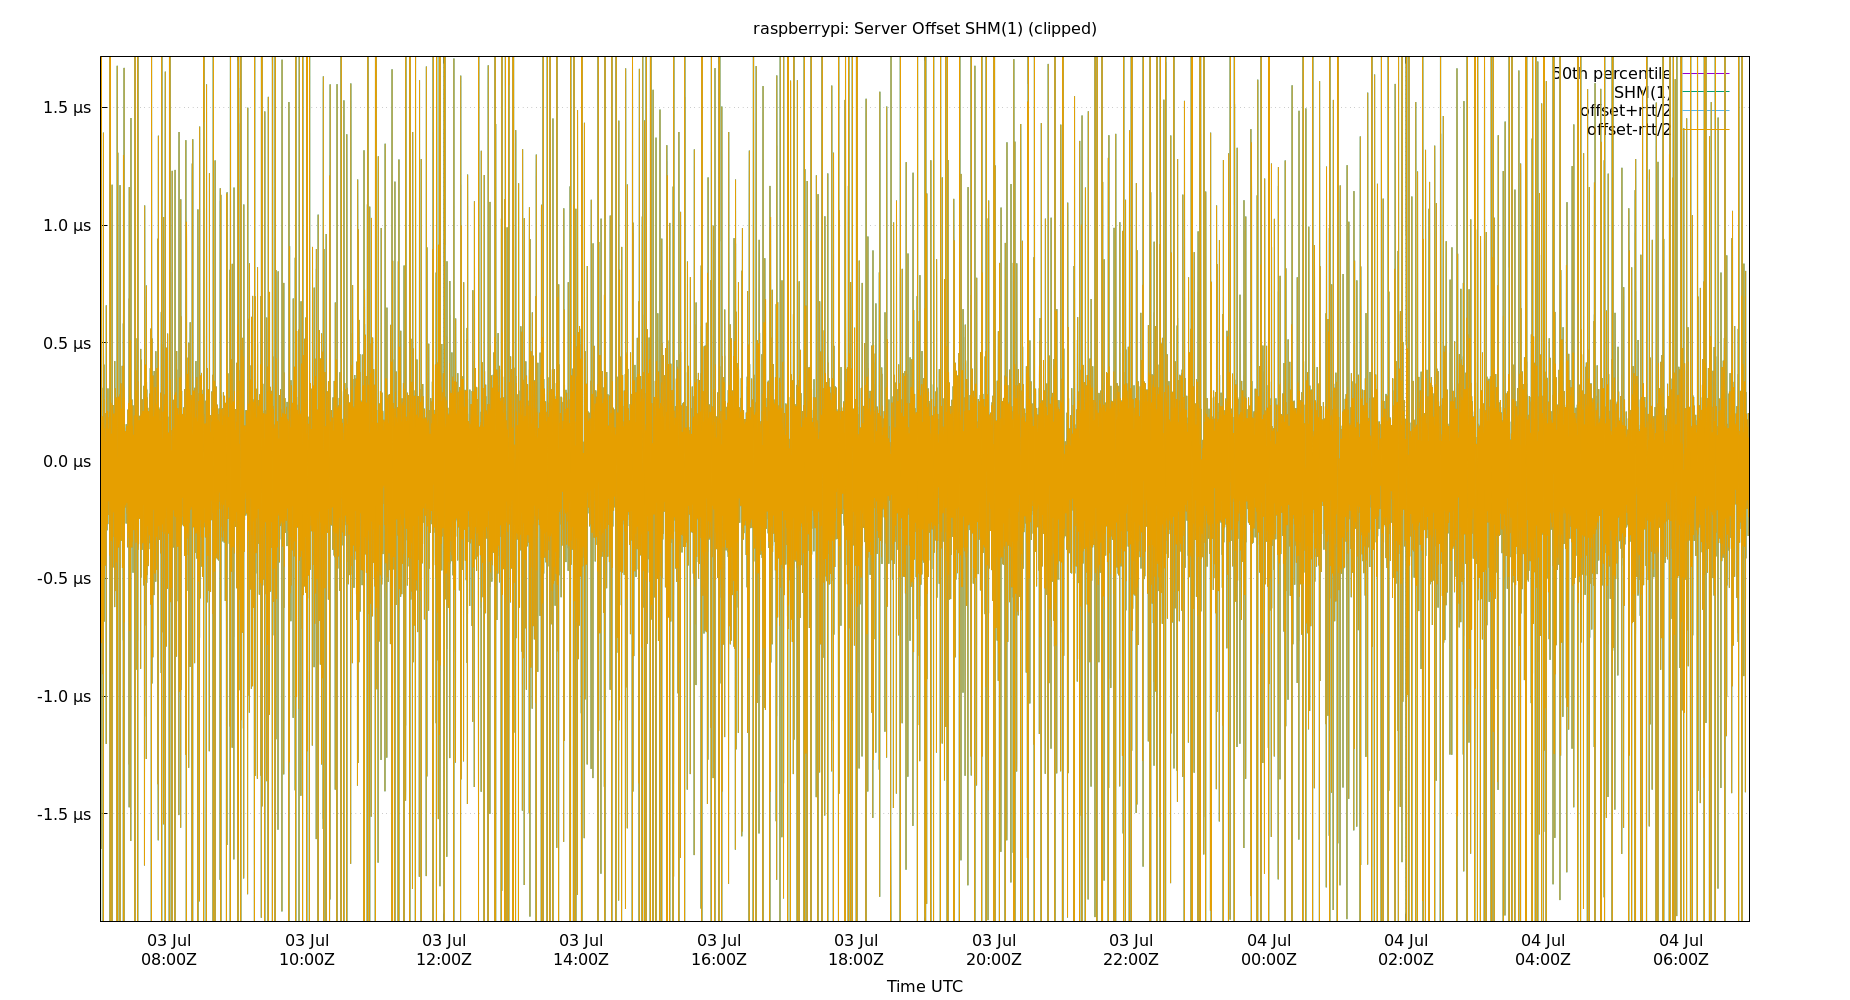 raspberrypi: Server Offset SHM(1) (clipped)
50th percentile
SHM(1)
offset+rtt/2
offset-rtt/2
1.5 µs
1.0 µs
0.5 µs
0.0 µs
-0.5 µs
-1.0 µs
-1.5 µs
03 Jul 03 Jul 03 Jul 03 Jul 03 Jul 03 Jul 03 Jul 03 Jul 04 Jul 04 Jul 04 Jul 04 Jul
08:00Z 10:00Z 12:00Z 14:00Z 16:00Z 18:00Z 20:00Z 22:00Z 00:00Z 02:00Z 04:00Z 06:00Z
Time UTC